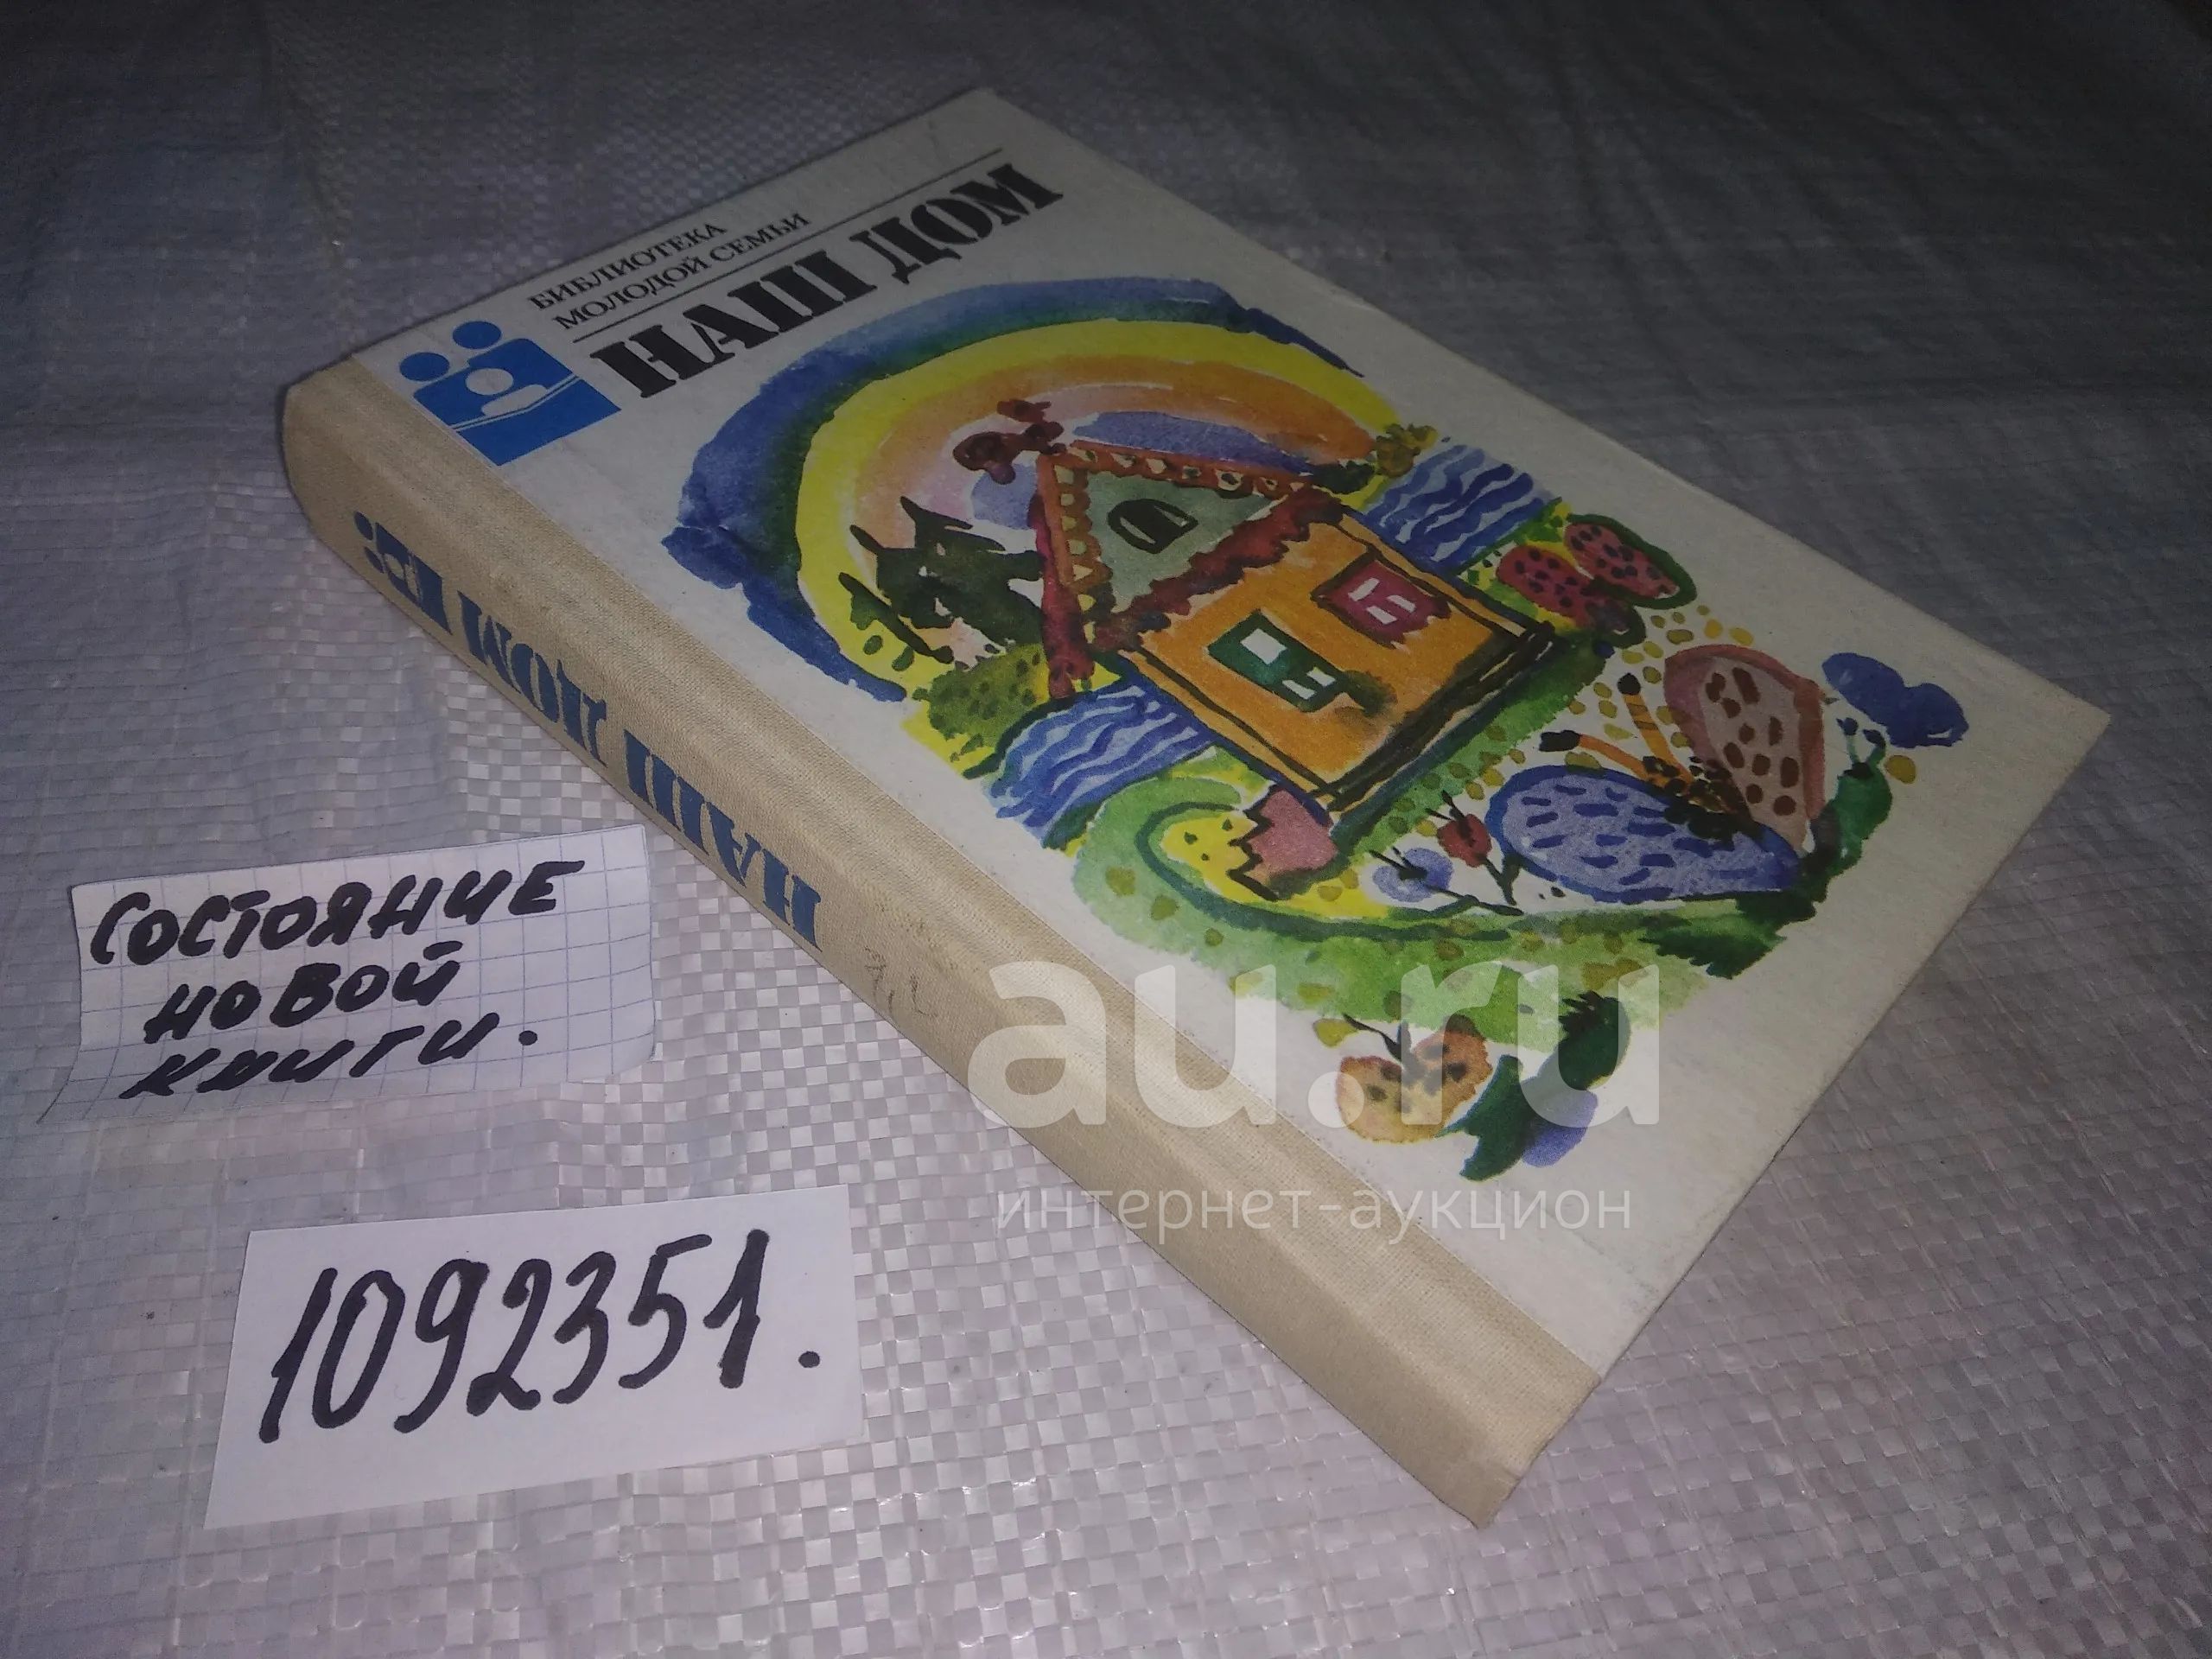 БИБЛИОТЕКА
МОЛОДОЙ СЕМЬИ
НАШ ДОМ
НАШ ДОМ
СОСТОЯНИЕ
НОВОЙ
КНИГИ.
1092351.
au.ru
интернет-аукцион